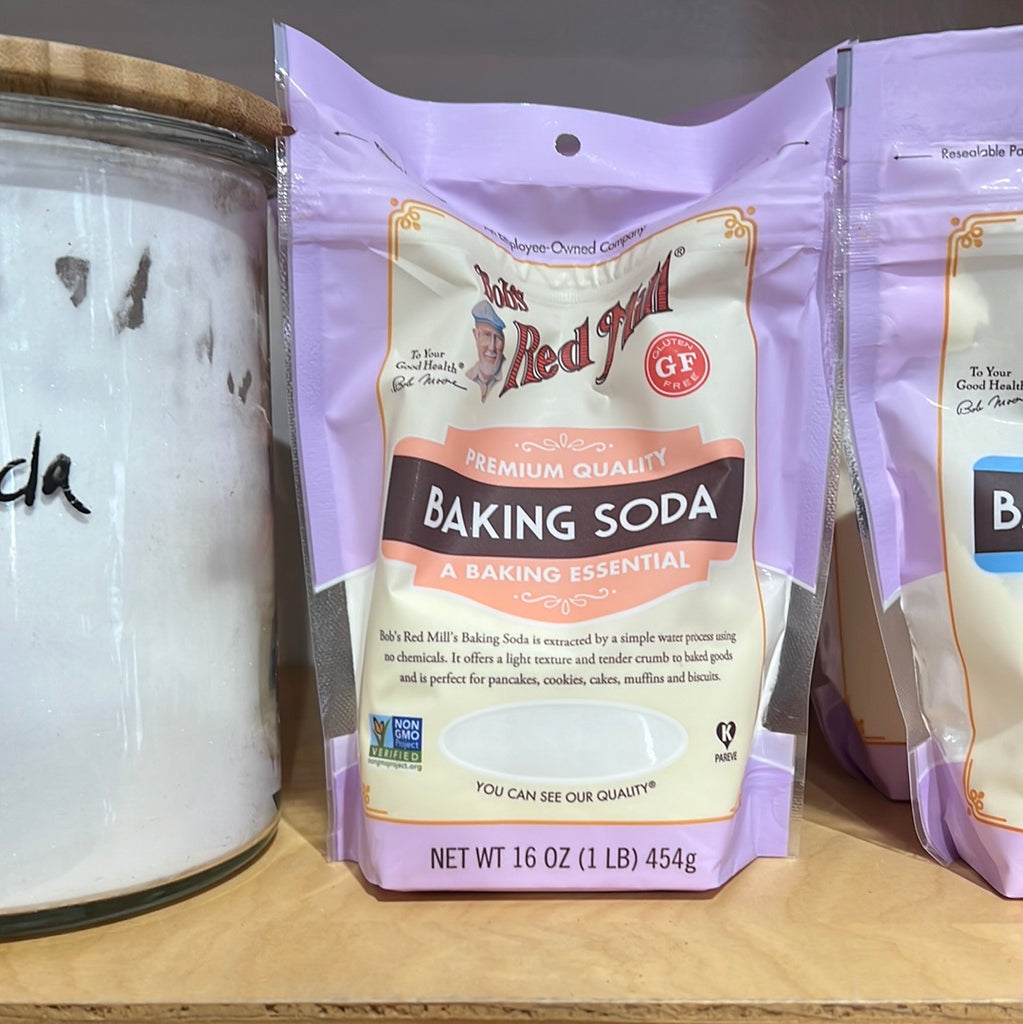 da
Employee-Owned Company
Bob's
Red Mill®
To Your
Good Health®
Bob Moore
GLUTEN
GF
FREE
PREMIUM QUALITY
BAKING SODA
A BAKING ESSENTIAL
Bob's Red Mill's Baking Soda is extracted by a simple water process using
no chemicals. It offers a light texture and tender crumb to baked goods
and is perfect for pancakes, cookies, cakes, muffins and biscuits.
NON
GMO
Project
VERIFIED
nongmoproject.org
K
PAREVE
YOU CAN SEE OUR QUALITY®
NET WT 16 OZ (1 LB) 454g
Resealable Pa
To Your
Good Health
Bob Moo
B